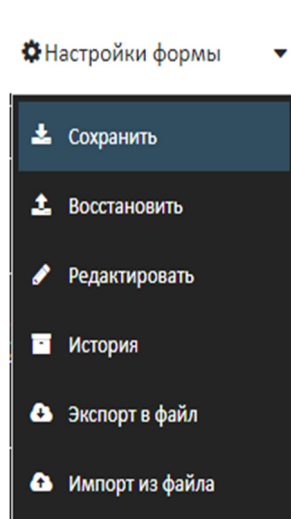 Настройки формы
Сохранить
Восстановить
Редактировать
История
Экспорт в файл
Импорт из файла